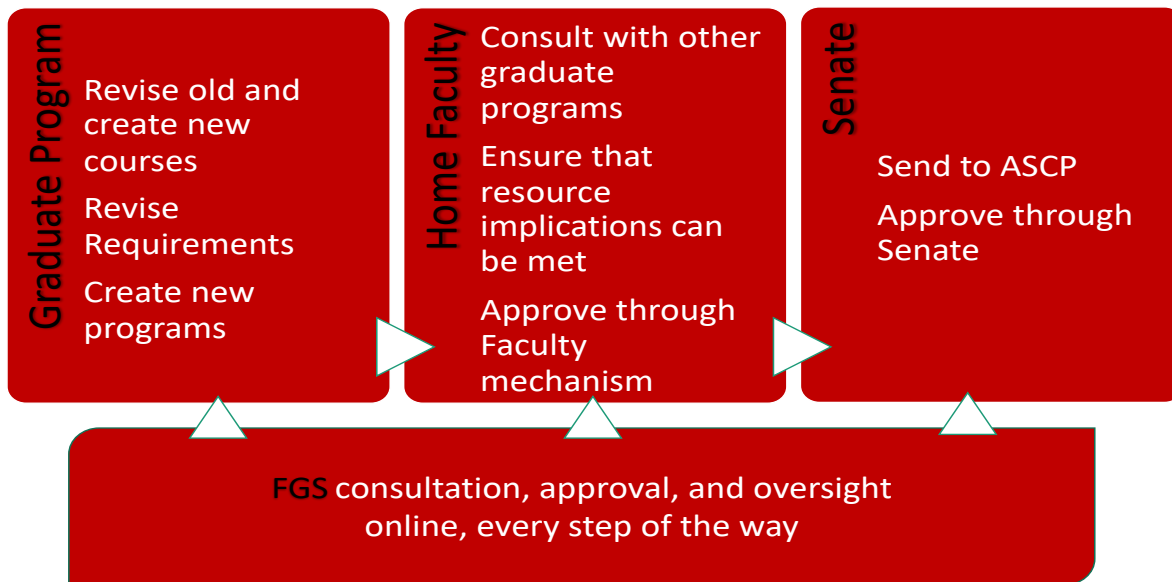 Graduate Program
Revise old and
create new
courses
Revise
Requirements
Create new
programs
Home Faculty
Consult with other
graduate
programs
Ensure that
resource
implications can
be met
Approve through
Faculty
mechanism
Senate
Send to ASCP
Approve through
Senate
FGS consultation, approval, and oversight
online, every step of the way